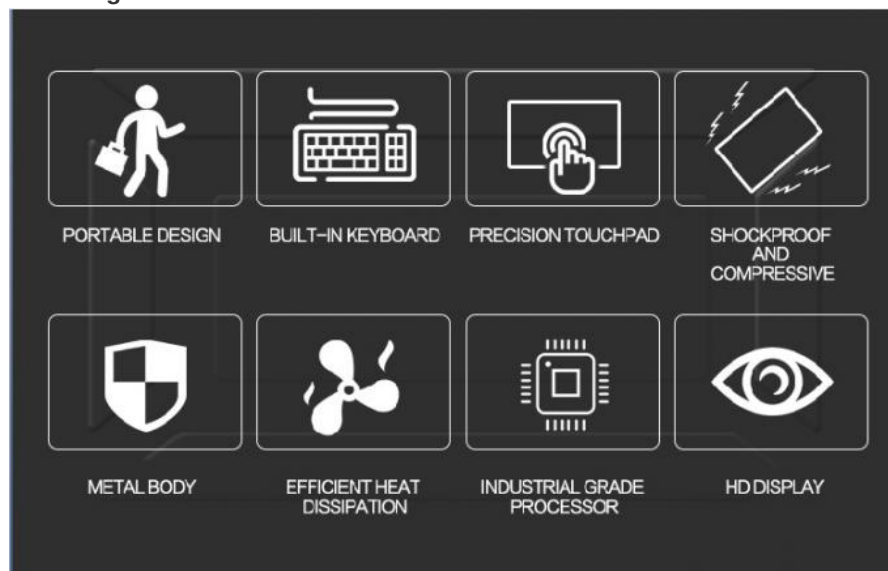 PORTABLE DESIGN
BUILT-IN KEYBOARD
PRECISION TOUCHPAD
SHOCKPROOF
AND
COMPRESSIVE
METAL BODY
EFFICIENT HEAT
DISSIPATION
INDUSTRIAL GRADE
PROCESSOR
HD DISPLAY